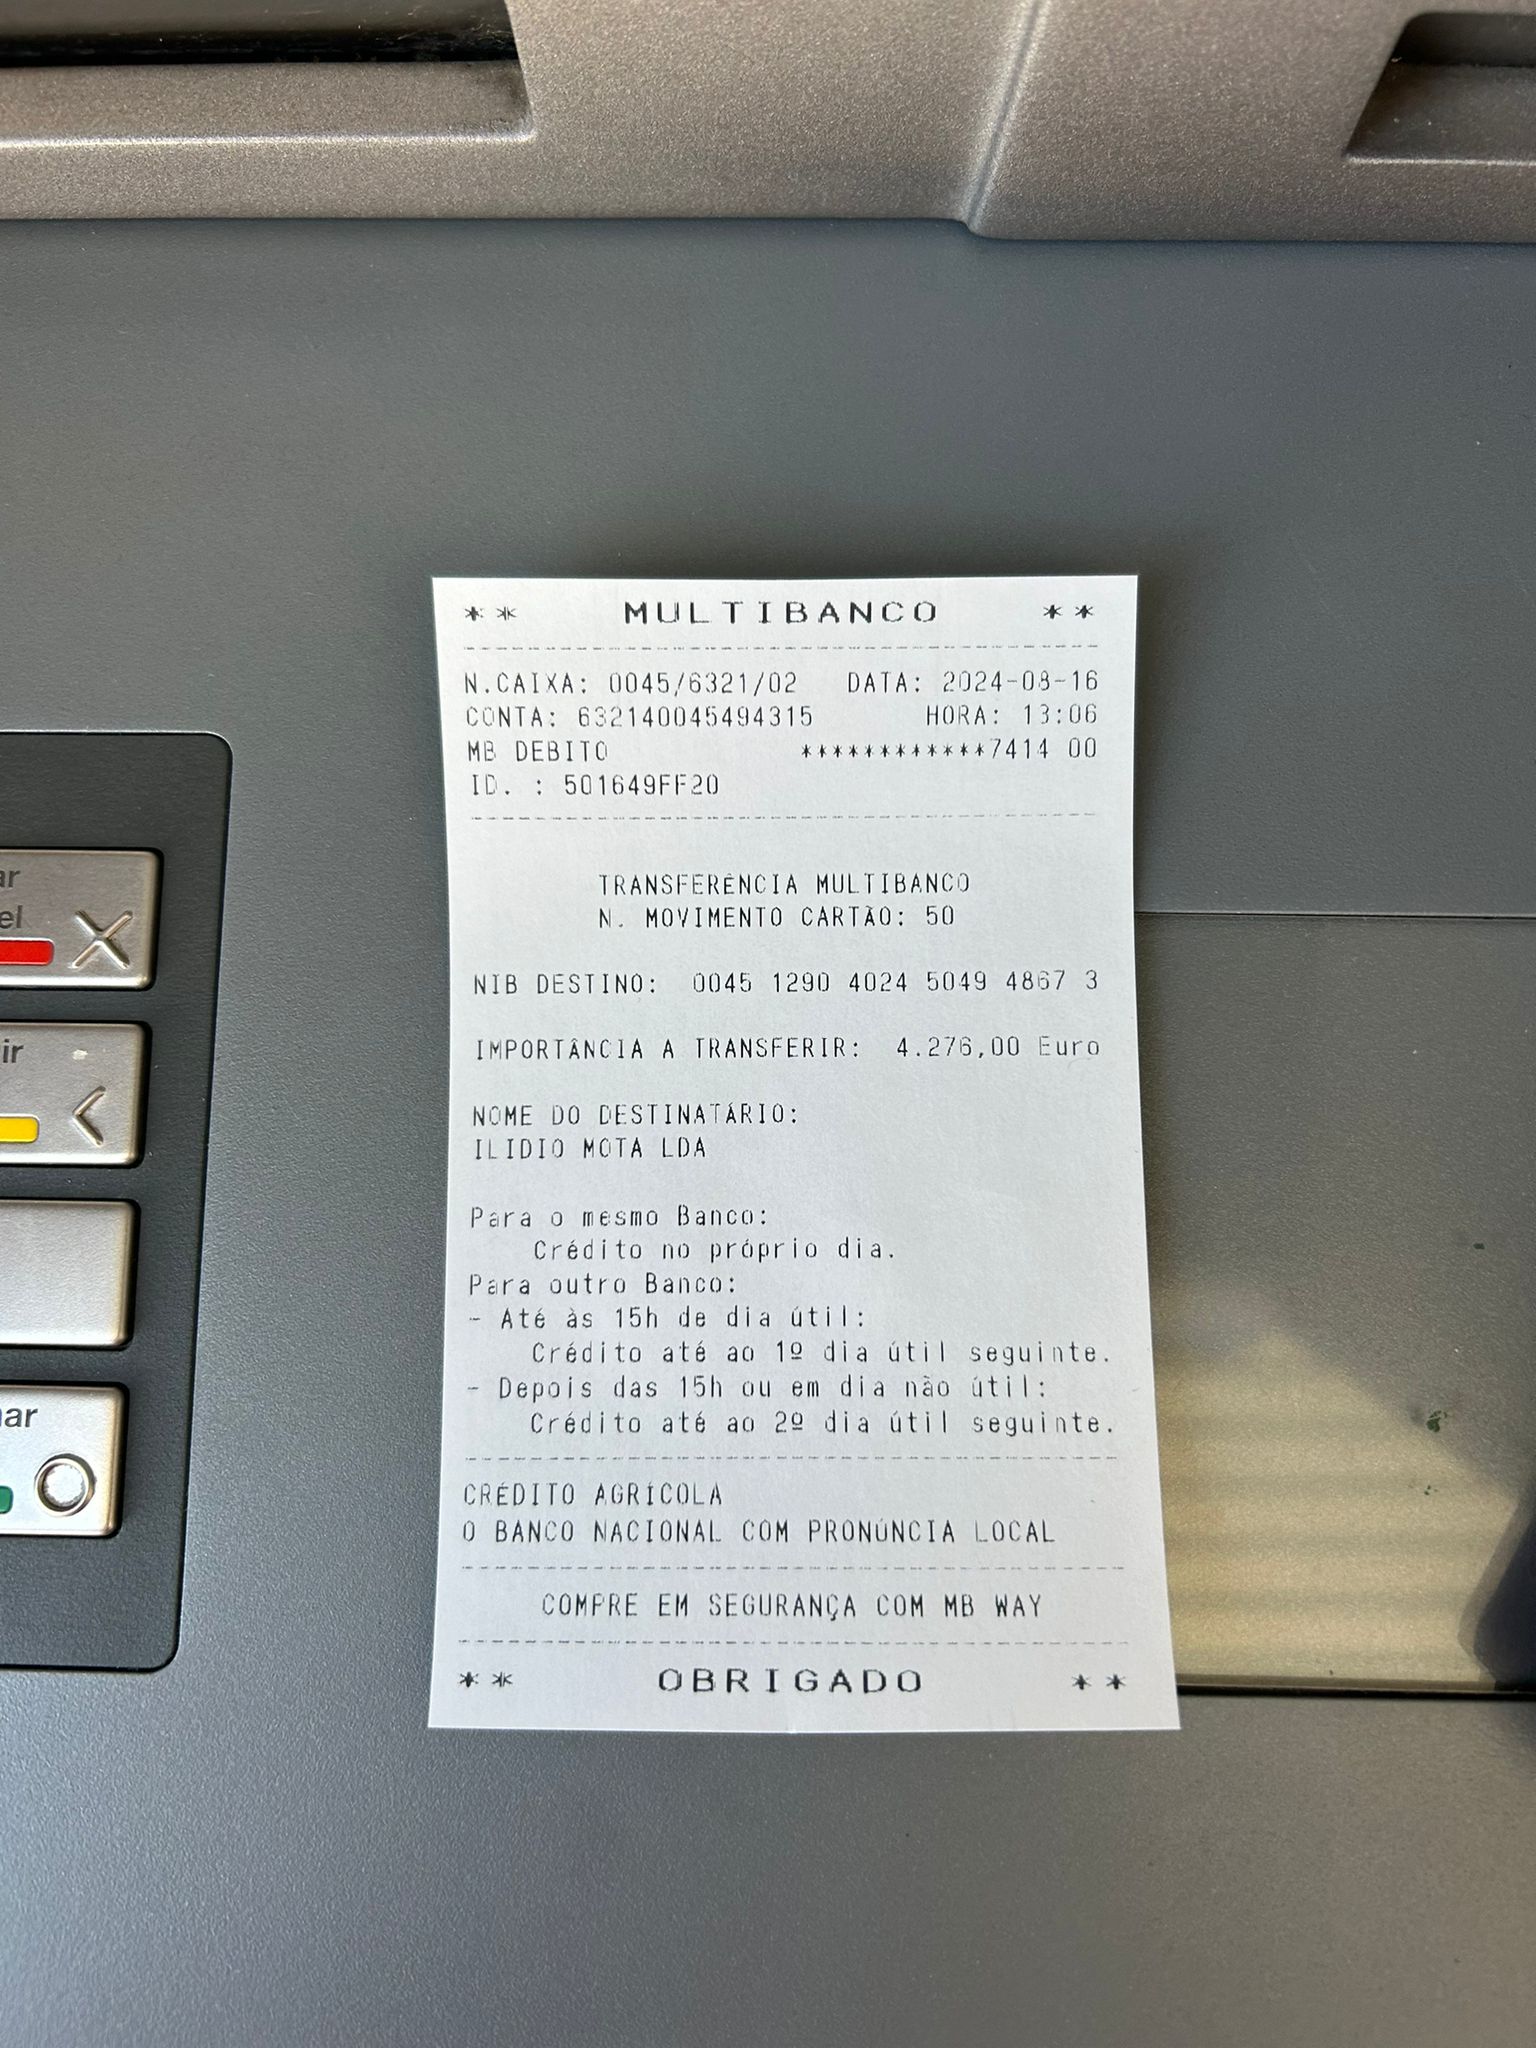 ** MULTIBANCO **
N.CAIXA: 0045/6321/02 DATA: 2024-08-16
CONTA: 632140045494315 HORA: 13:06
MB DEBITO ************7414 00
ID. : 501649FF20
TRANSFERÊNCIA MULTIBANCO
N. MOVIMENTO CARTÃO: 50
NIB DESTINO: 0045 1290 4024 5049 4867 3
IMPORTÂNCIA A TRANSFERIR: 4.276,00 Euro
NOME DO DESTINATÁRIO:
ILIDIO MOTA LDA
Para o mesmo Banco:
Crédito no próprio dia.
Para outro Banco:
- Até às 15h de dia útil:
Crédito até ao 1º dia útil seguinte.
- Depois das 15h ou em dia não útil:
Crédito até ao 2º dia útil seguinte.
CRÉDITO AGRÍCOLA
O BANCO NACIONAL COM PRONÚNCIA LOCAL
COMPRE EM SEGURANÇA COM MB WAY
** OBRIGADO **